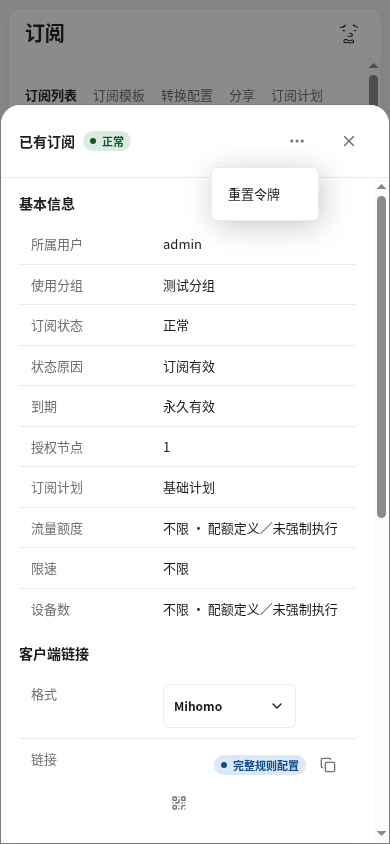 订阅
订阅列表 订阅模板 转换配置 分享 订阅计划
已有订阅 正常
重置令牌
基本信息
所属用户 admin
使用分组 测试分组
订阅状态 正常
状态原因 订阅有效
到期 永久有效
授权节点 1
订阅计划 基础计划
流量额度 不限 · 配额定义／未强制执行
限速 不限
设备数 不限 · 配额定义／未强制执行
客户端链接
格式 Mihomo
链接 完整规则配置